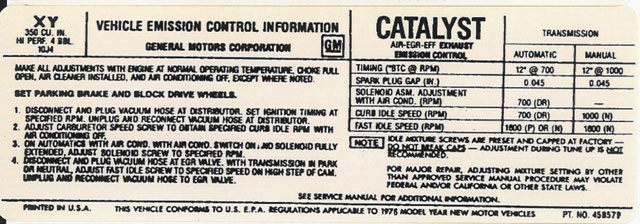 XY
350 CU. IN.
HI PERF. 4 BBL.
10J4
VEHICLE EMISSION CONTROL INFORMATION
GENERAL MOTORS CORPORATION
GM
CATALYST
AIR-EGR-EFF EXHAUST
EMISSION CONTROL
TRANSMISSION
AUTOMATIC MANUAL
TIMING (°BTC @ RPM) 12° @ 700 12° @ 1000
SPARK PLUG GAP (IN.) 0.045 0.045
SOLENOID ASM. ADJUSTMENT
WITH AIR COND. (RPM) 700 (DR) —
CURB IDLE SPEED (RPM) 700 (DR) 1000 (N)
FAST IDLE SPEED (RPM) 1600 (P) OR (N) 1600 (N)
MAKE ALL ADJUSTMENTS WITH ENGINE AT NORMAL OPERATING TEMPERATURE, CHOKE FULL
OPEN, AIR CLEANER INSTALLED, AND AIR CONDITIONING OFF, EXCEPT WHERE NOTED.
SET PARKING BRAKE AND BLOCK DRIVE WHEELS.
1. DISCONNECT AND PLUG VACUUM HOSE AT DISTRIBUTOR. SET IGNITION TIMING AT
SPECIFIED RPM. UNPLUG AND RECONNECT VACUUM HOSE AT DISTRIBUTOR.
2. ADJUST CARBURETOR SPEED SCREW TO OBTAIN SPECIFIED CURB IDLE RPM WITH
AIR CONDITIONING OFF.
3. ON AUTOMATICS WITH AIR COND. WITH AIR COND. SWITCH ON AND SOLENOID FULLY
EXTENDED, ADJUST SOLENOID SCREW TO SPECIFIED RPM.
4. DISCONNECT AND PLUG VACUUM HOSE AT EGR VALVE. WITH TRANSMISSION IN PARK
OR NEUTRAL, ADJUST FAST IDLE SCREW TO SPECIFIED SPEED ON HIGH STEP OF CAM.
UNPLUG AND RECONNECT VACUUM HOSE TO EGR VALVE.
NOTE IDLE MIXTURE SCREWS ARE PRESET AND CAPPED AT FACTORY —
DO NOT REMOVE CAPS — ADJUSTMENT DURING TUNE UP IS NOT
RECOMMENDED.
FOR MAJOR REPAIR, ADJUSTING MIXTURE SETTING BY OTHER
THAN APPROVED SERVICE MANUAL PROCEDURE MAY VIOLATE
FEDERAL AND/OR CALIFORNIA OR OTHER STATE LAWS.
SEE SERVICE MANUAL FOR ADDITIONAL INFORMATION.
PRINTED IN U.S.A. THIS VEHICLE CONFORMS TO U.S. E.P.A. REGULATIONS APPLICABLE TO 1976 MODEL YEAR NEW MOTOR VEHICLES PT. NO. 458579